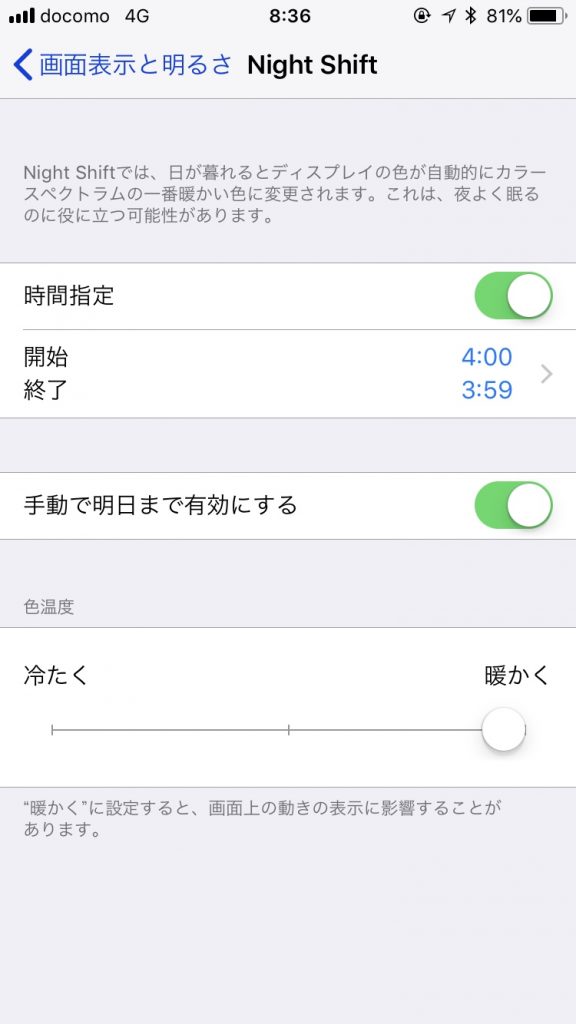 docomo 4G 8:36 81%
画面表示と明るさ Night Shift
Night Shiftでは、日が暮れるとディスプレイの色が自動的にカラー
スペクトラムの一番暖かい色に変更されます。これは、夜よく眠る
のに役に立つ可能性があります。
時間指定
開始 4:00
終了 3:59
手動で明日まで有効にする
色温度
冷たく 暖かく
“暖かく”に設定すると、画面上の動きの表示に影響することが
あります。